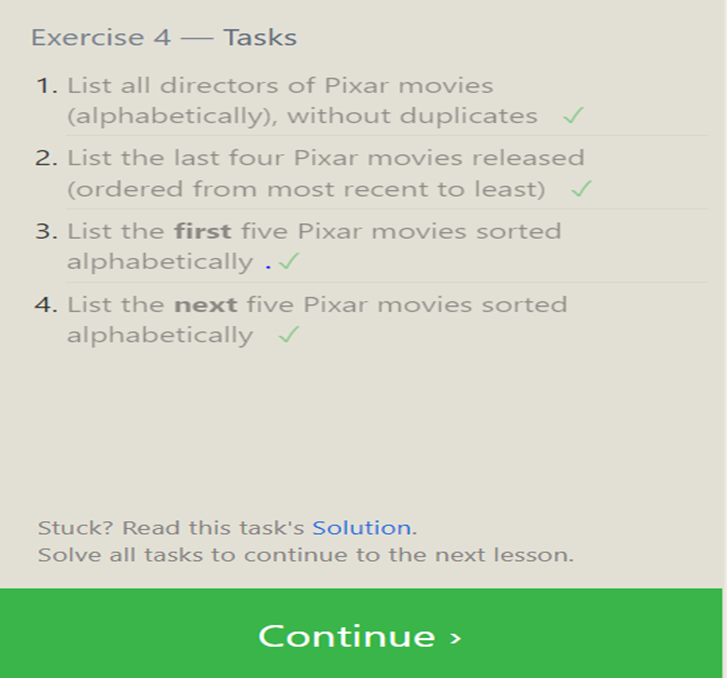 Exercise 4 — Tasks
1. List all directors of Pixar movies
(alphabetically), without duplicates ✓
2. List the last four Pixar movies released
(ordered from most recent to least) ✓
3. List the first five Pixar movies sorted
alphabetically . ✓
4. List the next five Pixar movies sorted
alphabetically ✓
Stuck? Read this task's Solution.
Solve all tasks to continue to the next lesson.
Continue ›